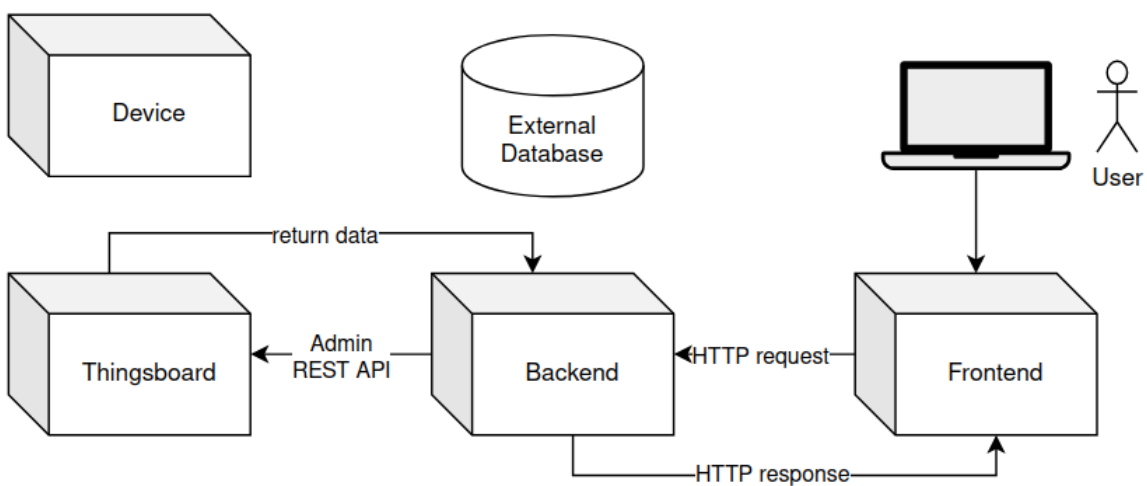 Device
External
Database
User
return data
Thingsboard
Admin
REST API
Backend
HTTP request
Frontend
HTTP response